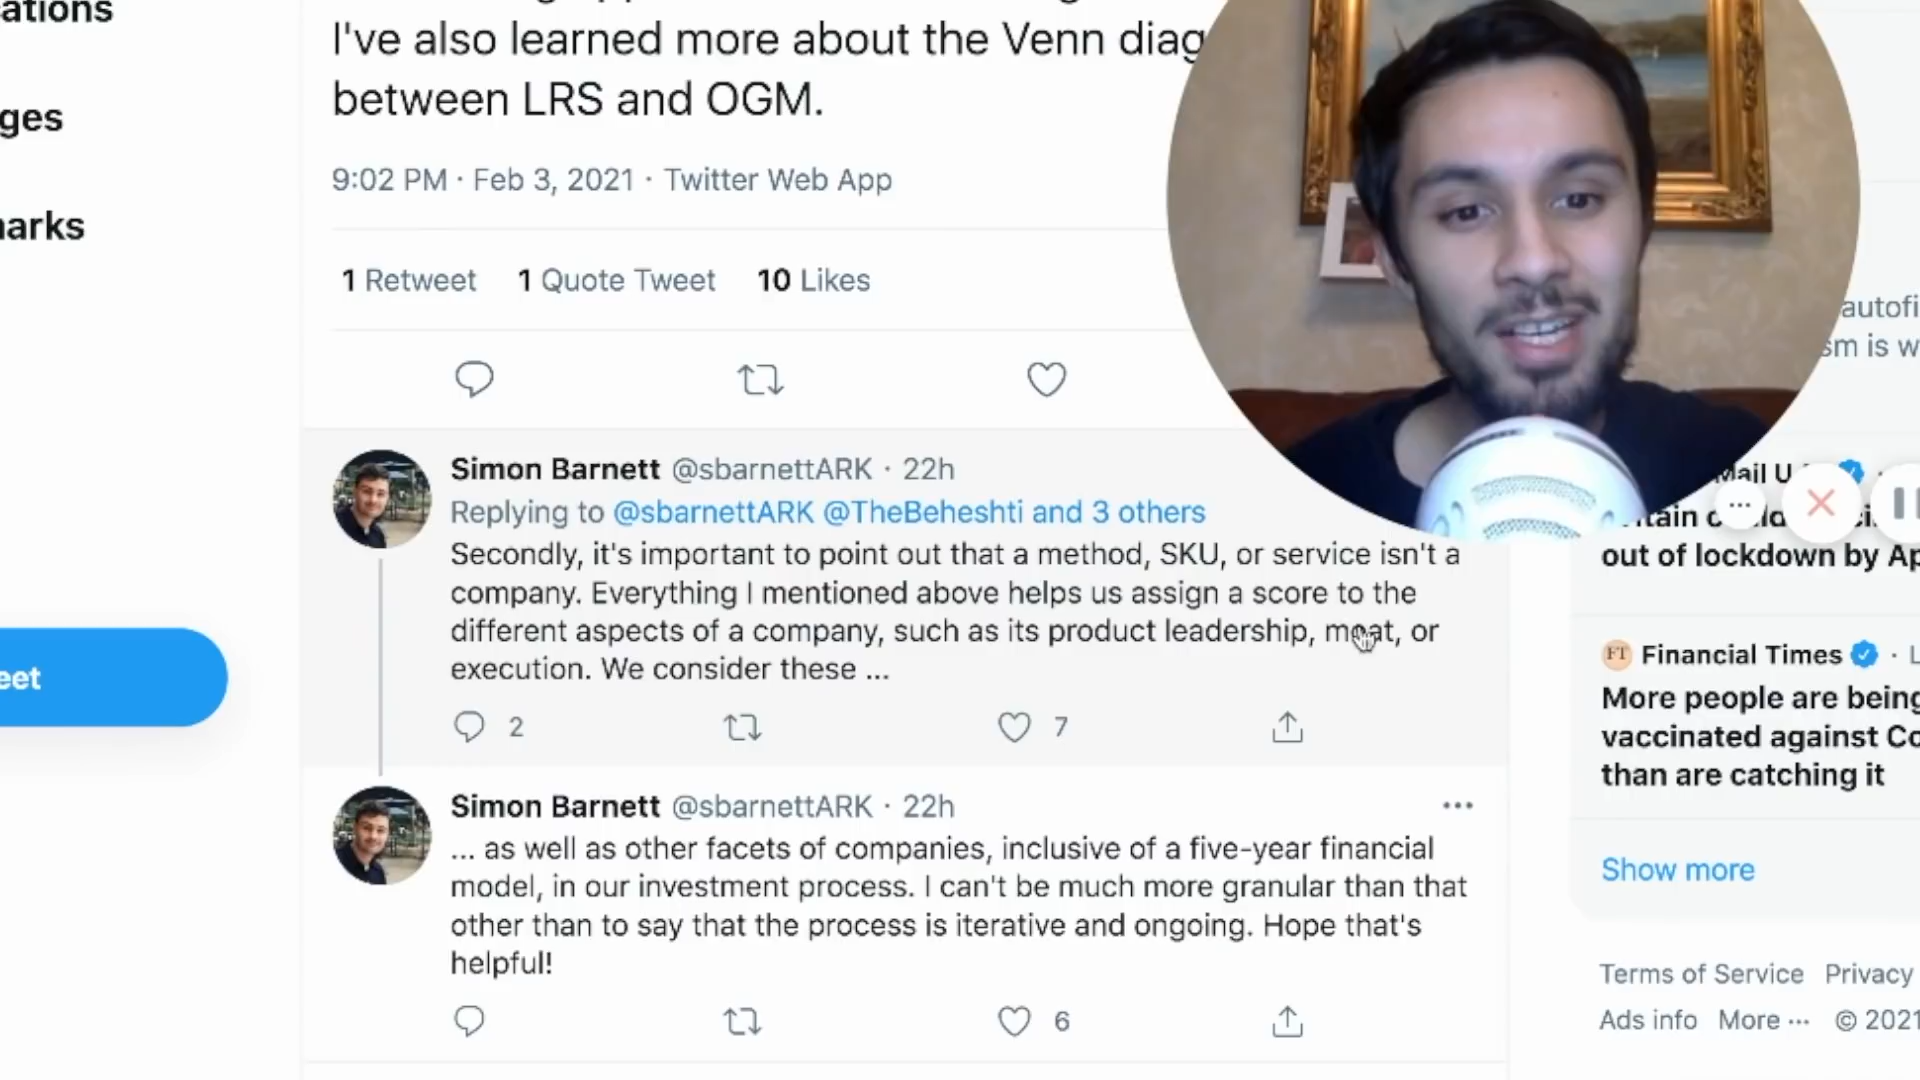 ations
ges
marks
eet
I've also learned more about the Venn diag
between LRS and OGM.
9:02 PM · Feb 3, 2021 · Twitter Web App
1 Retweet 1 Quote Tweet 10 Likes
Simon Barnett @sbarnettARK · 22h
Replying to @sbarnettARK @TheBeheshti and 3 others
Secondly, it's important to point out that a method, SKU, or service isn't a
company. Everything I mentioned above helps us assign a score to the
different aspects of a company, such as its product leadership, moat, or
execution. We consider these ...
2 7
Simon Barnett @sbarnettARK · 22h
... as well as other facets of companies, inclusive of a five-year financial
model, in our investment process. I can't be much more granular than that
other than to say that the process is iterative and ongoing. Hope that's
helpful!
6
autofi
sm is w
Mail U
out of lockdown by Ap
FT Financial Times · L
More people are being
vaccinated against Co
than are catching it
Show more
Terms of Service Privacy
Ads info More ··· © 2021